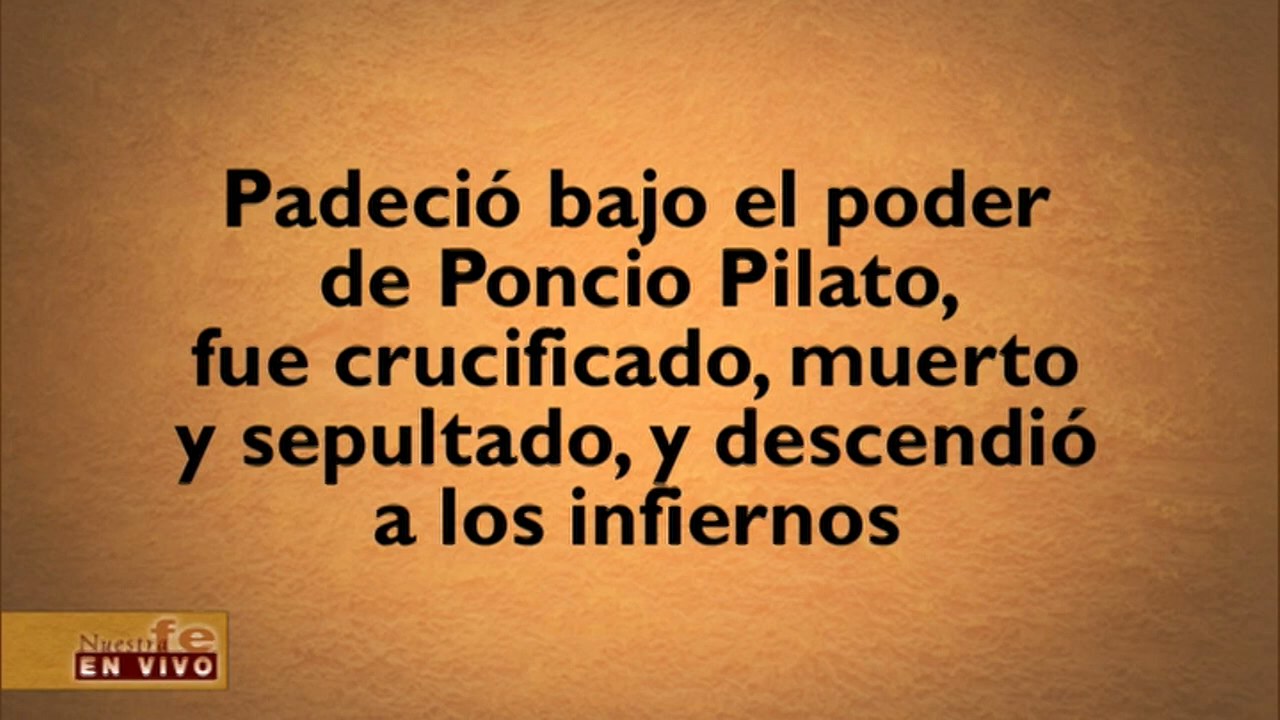 Padeció bajo el poder
de Poncio Pilato,
fue crucificado, muerto
y sepultado, y descendió
a los infiernos
Nuestra fe
EN VIVO